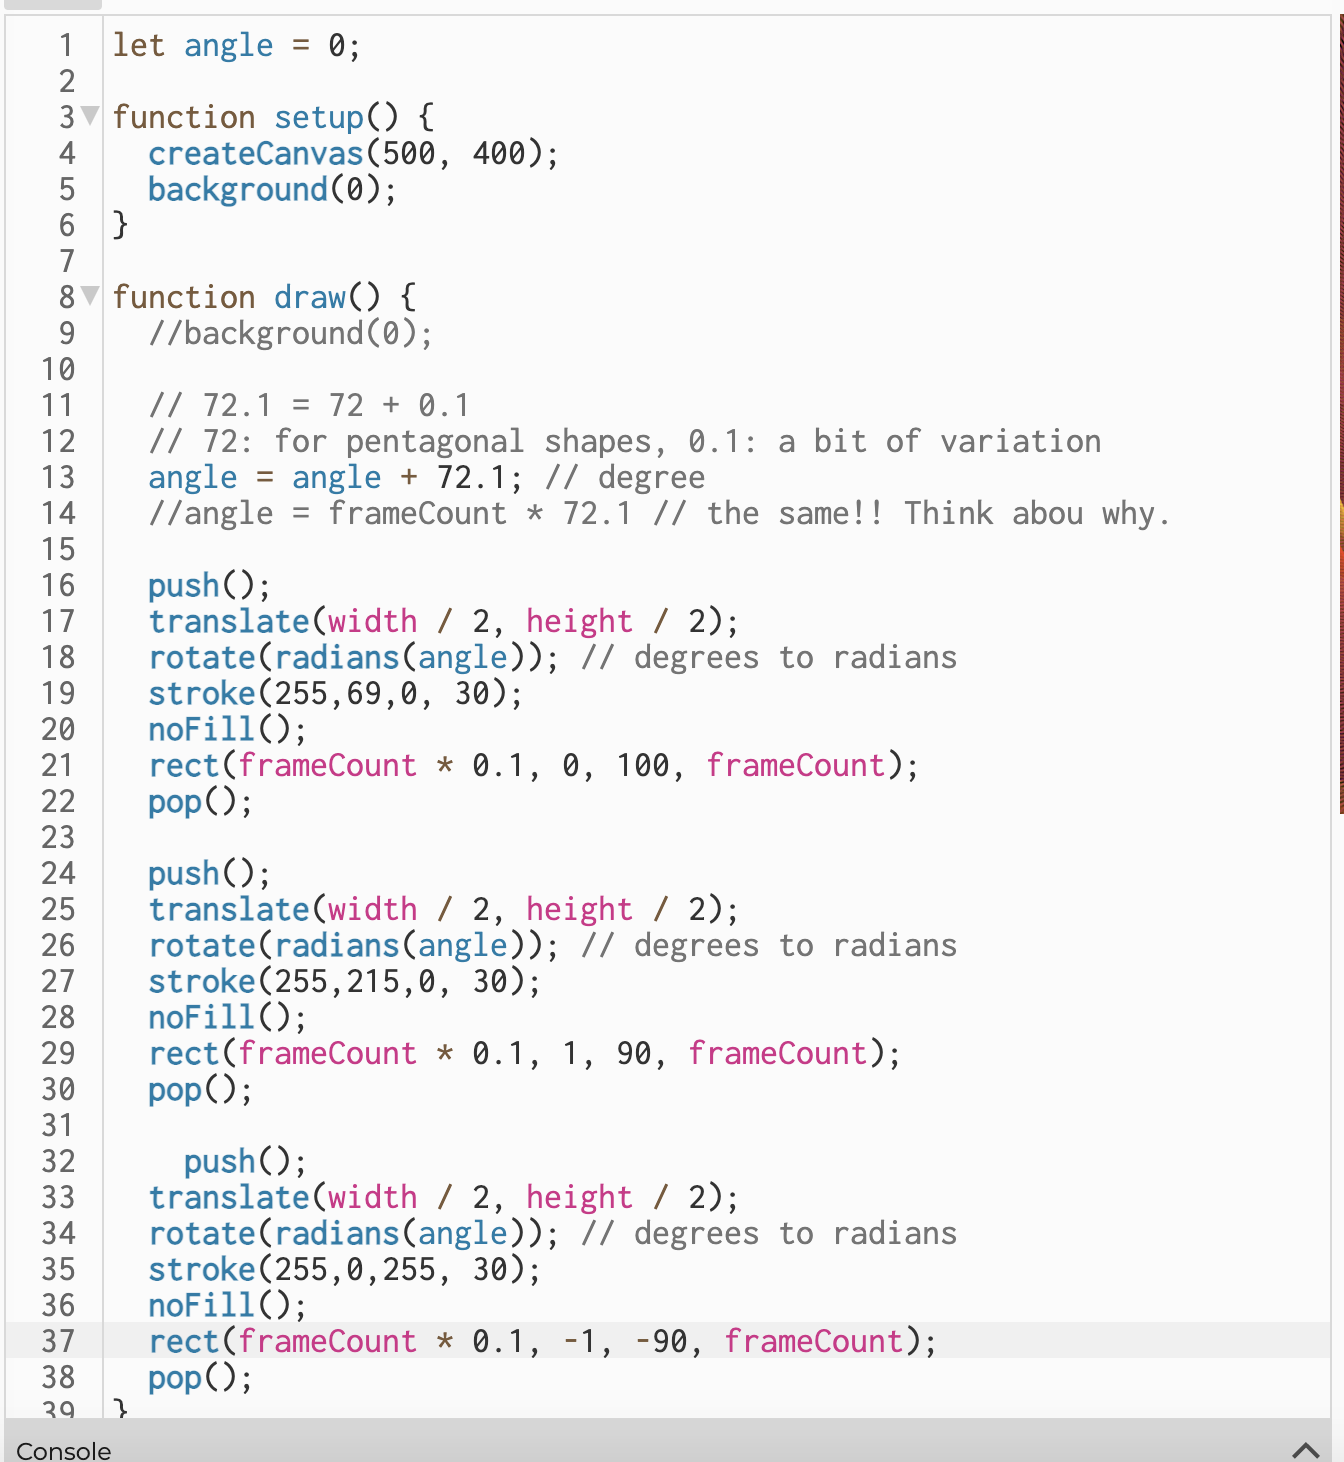 1 let angle = 0;
2
3 function setup() {
4 createCanvas(500, 400);
5 background(0);
6 }
7
8 function draw() {
9 //background(0);
10
11 // 72.1 = 72 + 0.1
12 // 72: for pentagonal shapes, 0.1: a bit of variation
13 angle = angle + 72.1; // degree
14 //angle = frameCount * 72.1 // the same!! Think abou why.
15
16 push();
17 translate(width / 2, height / 2);
18 rotate(radians(angle)); // degrees to radians
19 stroke(255,69,0, 30);
20 noFill();
21 rect(frameCount * 0.1, 0, 100, frameCount);
22 pop();
23
24 push();
25 translate(width / 2, height / 2);
26 rotate(radians(angle)); // degrees to radians
27 stroke(255,215,0, 30);
28 noFill();
29 rect(frameCount * 0.1, 1, 90, frameCount);
30 pop();
31
32 push();
33 translate(width / 2, height / 2);
34 rotate(radians(angle)); // degrees to radians
35 stroke(255,0,255, 30);
36 noFill();
37 rect(frameCount * 0.1, -1, -90, frameCount);
38 pop();
39 }
Console